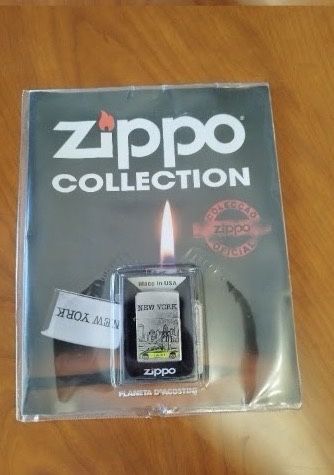 zippo
COLLECTION
COLECÇÃO
zippo
OFICIAL
Made in USA
NEW YORK
NEW YORK
zippo
PLANETA DeAGOSTINI